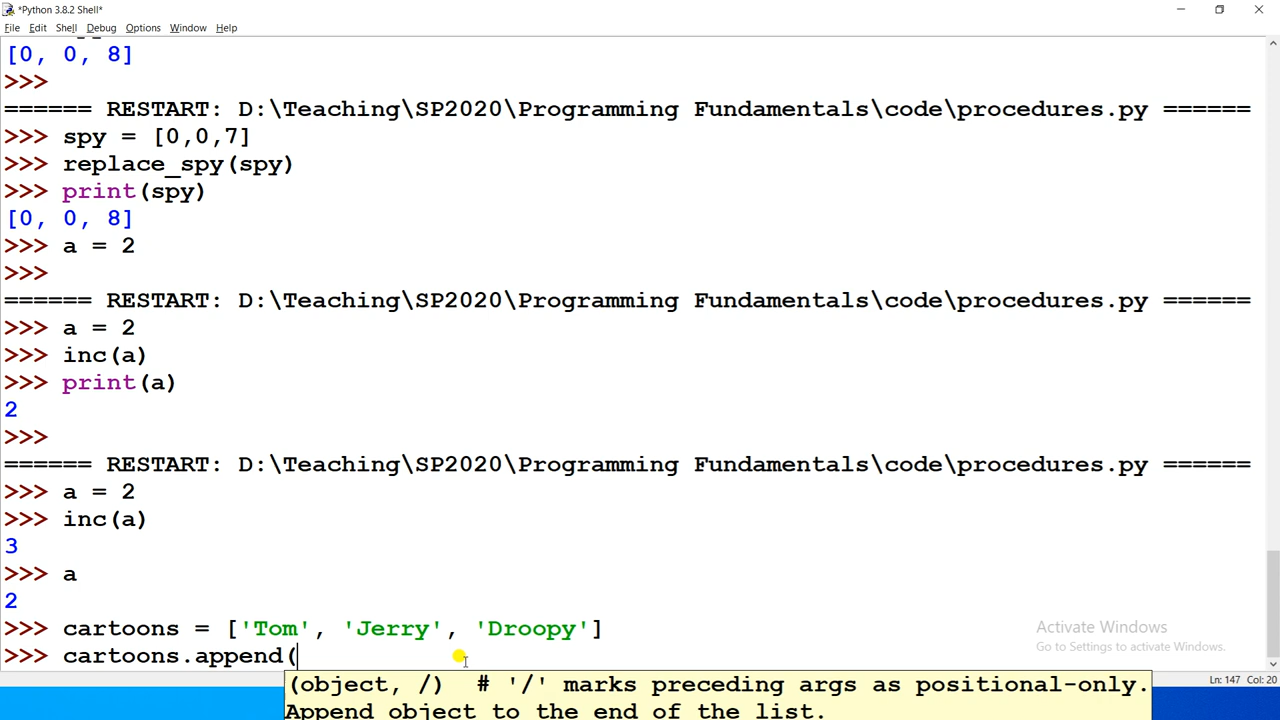 *Python 3.8.2 Shell*
File Edit Shell Debug Options Window Help
[0, 0, 8]
>>>
====== RESTART: D:\Teaching\SP2020\Programming Fundamentals\code\procedures.py ======
>>> spy = [0,0,7]
>>> replace_spy(spy)
>>> print(spy)
[0, 0, 8]
>>> a = 2
>>>
====== RESTART: D:\Teaching\SP2020\Programming Fundamentals\code\procedures.py ======
>>> a = 2
>>> inc(a)
>>> print(a)
2
>>>
====== RESTART: D:\Teaching\SP2020\Programming Fundamentals\code\procedures.py ======
>>> a = 2
>>> inc(a)
3
>>> a
2
>>> cartoons = ['Tom', 'Jerry', 'Droopy']
>>> cartoons.append(
Activate Windows
Go to Settings to activate Windows.
(object, /)  # '/' marks preceding args as positional-only.
Append object to the end of the list.
Ln: 147 Col: 20